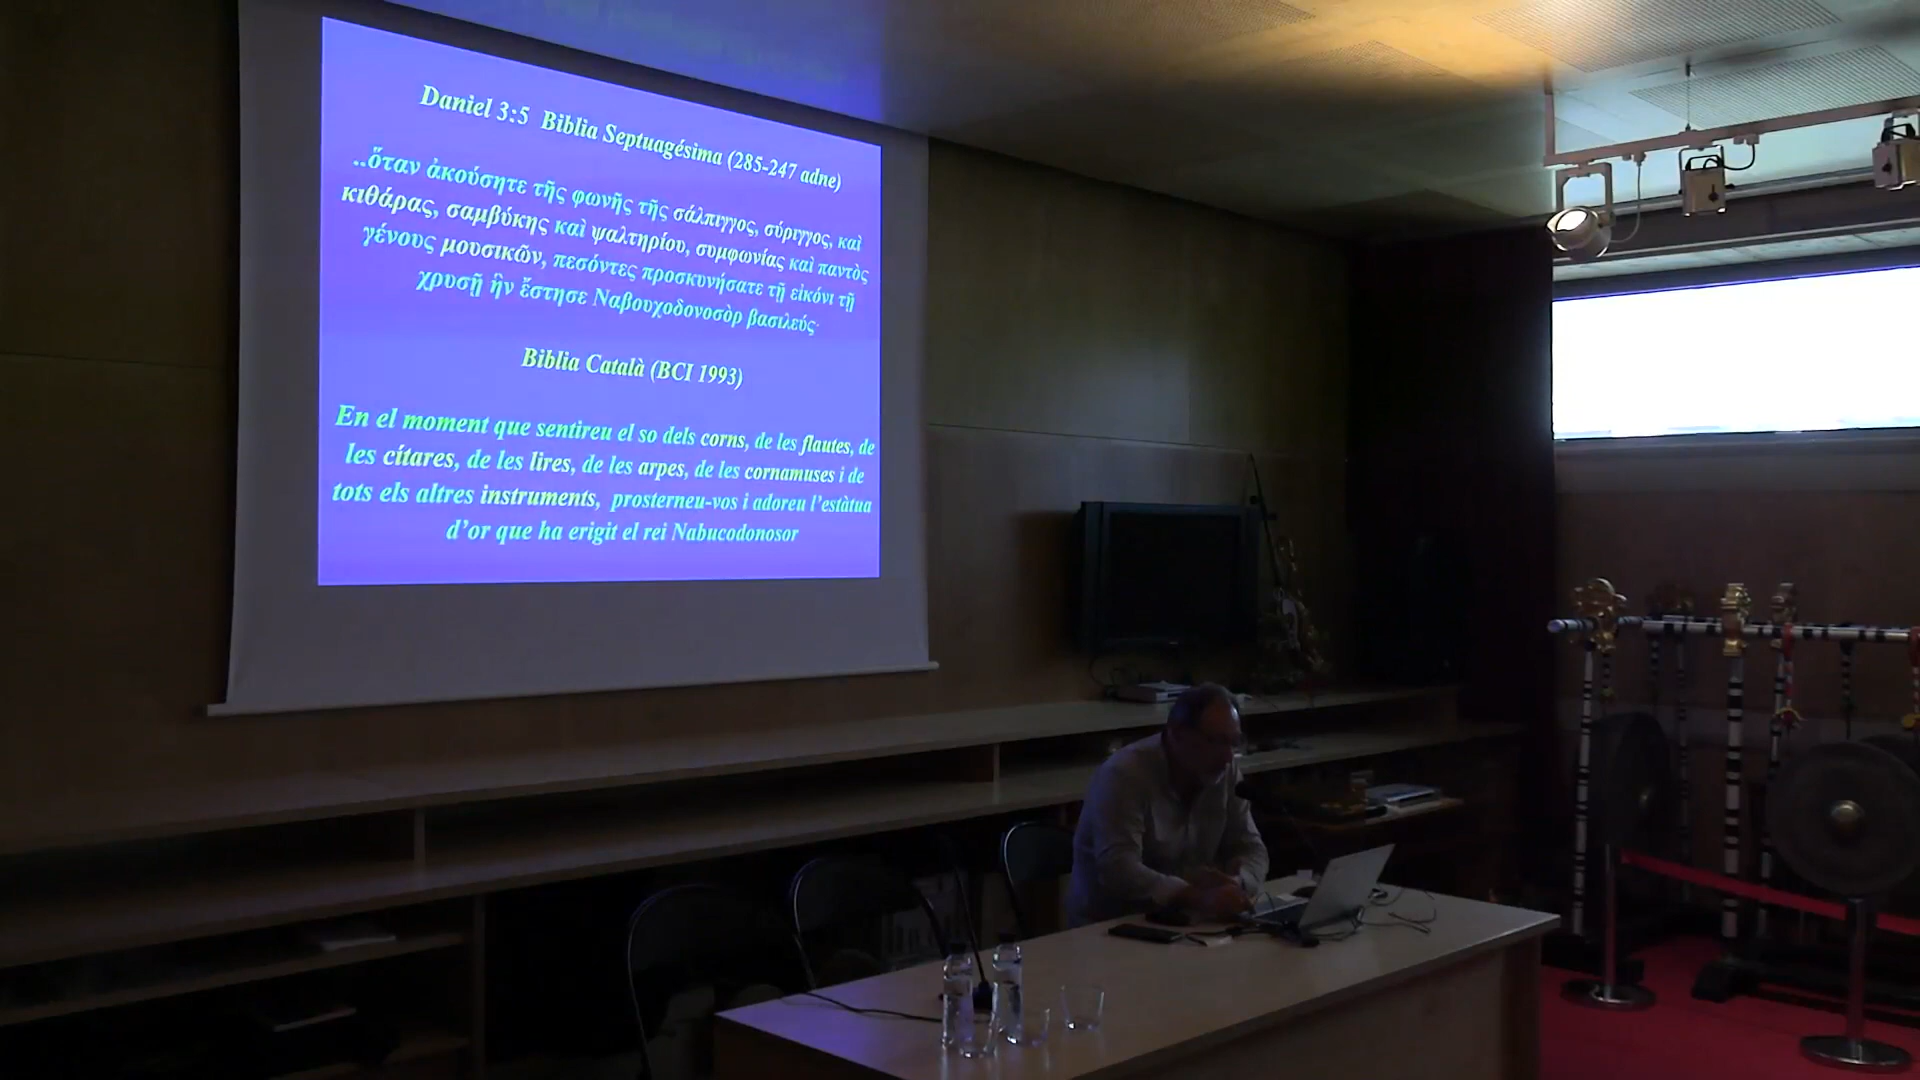 Daniel 3:5 Biblia Septuagésima (285-247 adne)
..ὅταν ἀκούσητε τῆς φωνῆς τῆς σάλπιγγος, σύριγγος, καὶ
κιθάρας, σαμβύκης καὶ ψαλτηρίου, συμφωνίας καὶ παντὸς
γένους μουσικῶν, πεσόντες προσκυνήσατε τῇ εἰκόνι τῇ
χρυσῇ ἣν ἔστησε Ναβουχοδονοσὸρ βασιλεύς·
Biblia Català (BCI 1993)
En el moment que sentireu el so dels corns, de les flautes, de
les cítares, de les lires, de les arpes, de les cornamuses i de
tots els altres instruments, prosterneu-vos i adoreu l'estàtua
d'or que ha erigit el rei Nabucodonosor